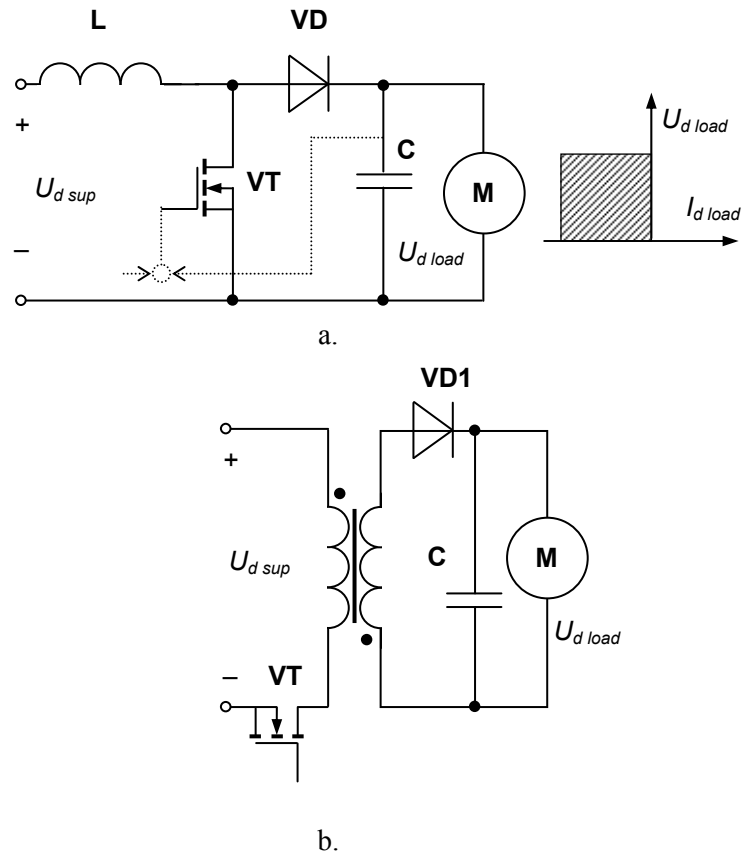 L
VD
+
U_d sup
−
VT
C
U_d load
M
U_d load
I_d load
a.
VD1
+
U_d sup
C
M
U_d load
−
VT
b.